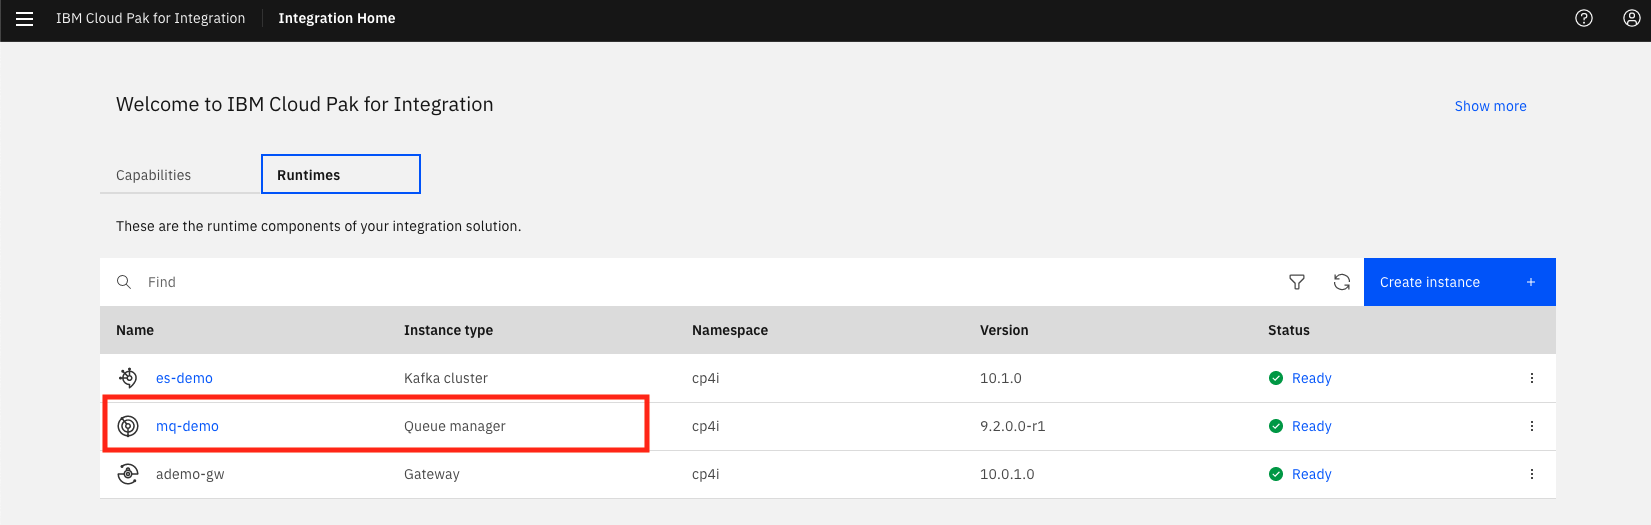 IBM Cloud Pak for Integration Integration Home
Welcome to IBM Cloud Pak for Integration
Show more
Capabilities Runtimes
These are the runtime components of your integration solution.
Find
Create instance +
Name Instance type Namespace Version Status
es-demo Kafka cluster cp4i 10.1.0 Ready
mq-demo Queue manager cp4i 9.2.0.0-r1 Ready
ademo-gw Gateway cp4i 10.0.1.0 Ready